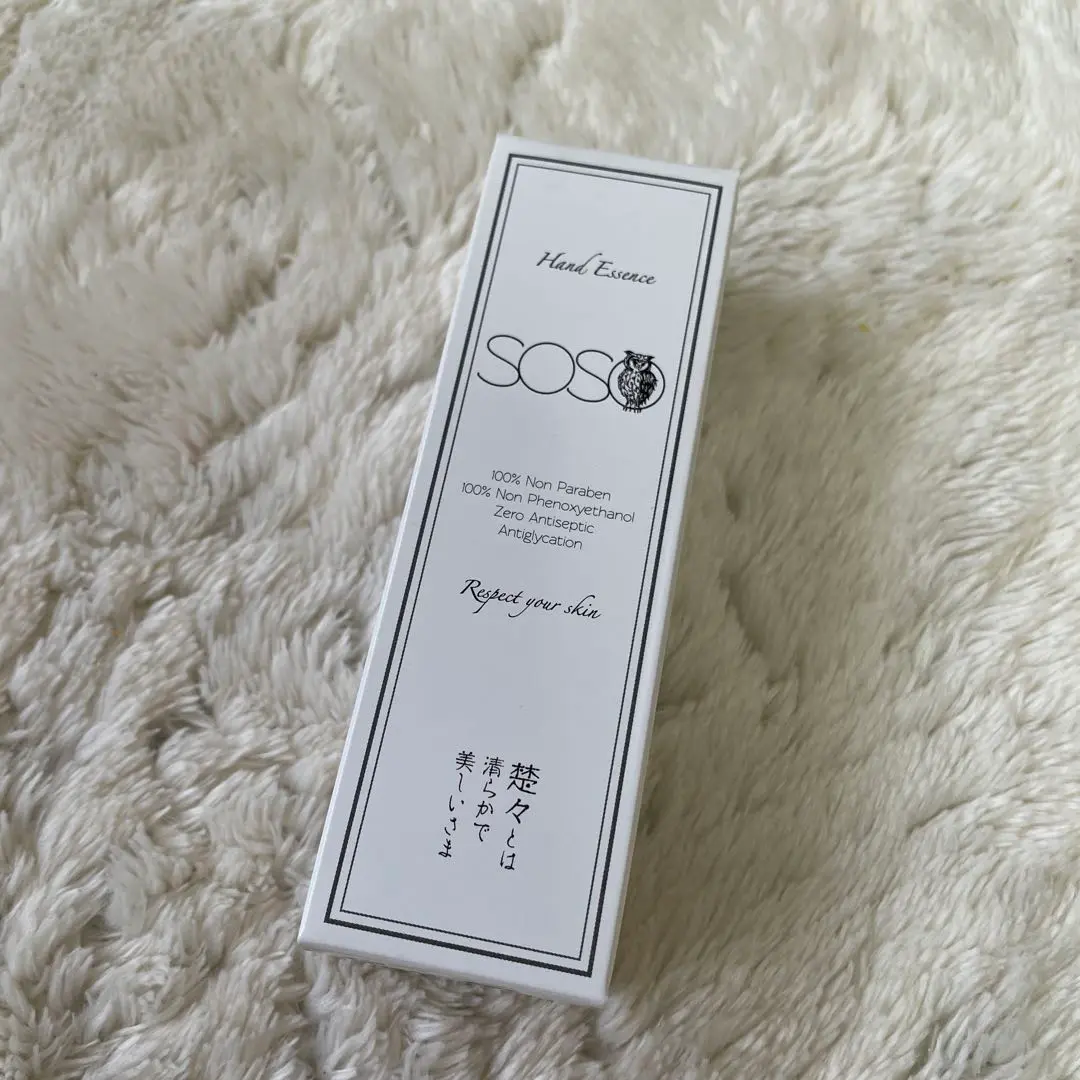 Hand Essence
SOSO
100% Non Paraben
100% Non Phenoxyethanol
Zero Antiseptic
Antiglycation
Respect your skin
楚々とは
清らかで
美しいさま